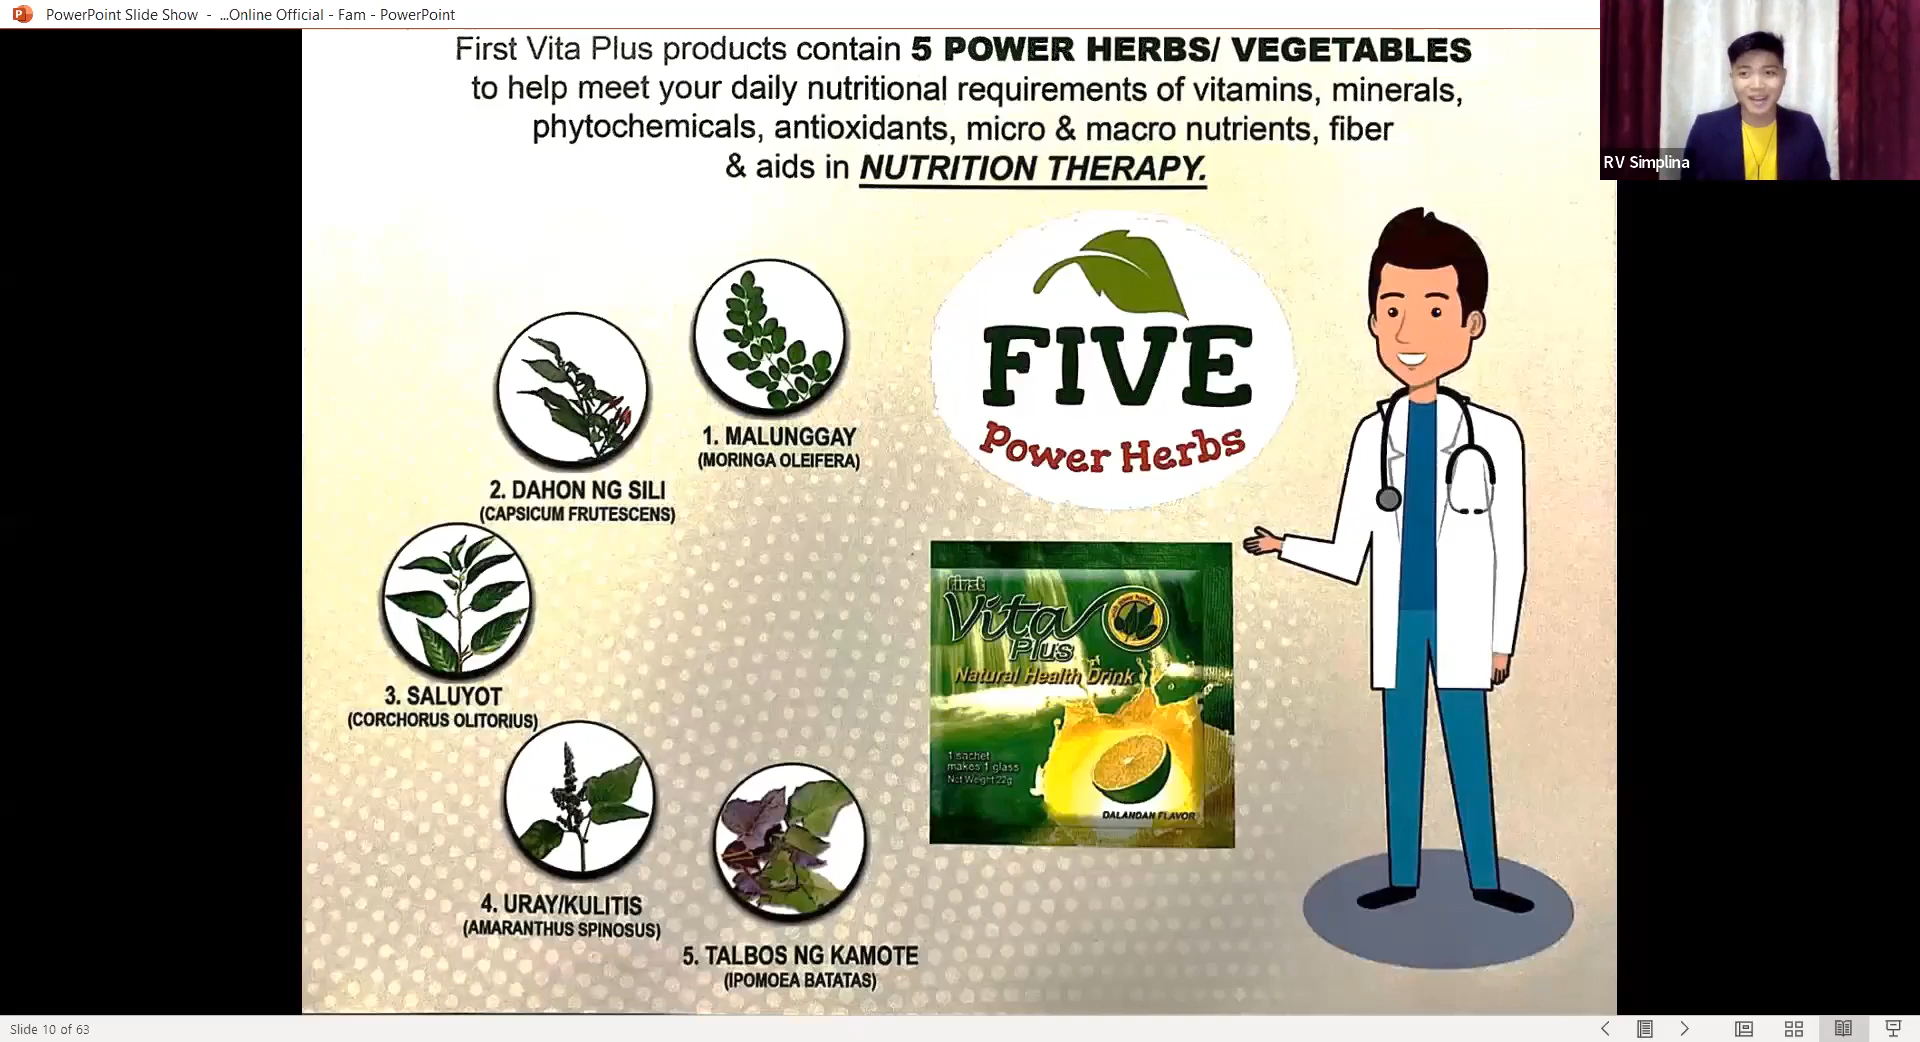 PowerPoint Slide Show - ...Online Official - Fam - PowerPoint
First Vita Plus products contain 5 POWER HERBS/ VEGETABLES
to help meet your daily nutritional requirements of vitamins, minerals,
phytochemicals, antioxidants, micro & macro nutrients, fiber
& aids in NUTRITION THERAPY.
RV Simplina
1. MALUNGGAY
(MORINGA OLEIFERA)
2. DAHON NG SILI
(CAPSICUM FRUTESCENS)
3. SALUYOT
(CORCHORUS OLITORIUS)
4. URAY/KULITIS
(AMARANTHUS SPINOSUS)
5. TALBOS NG KAMOTE
(IPOMOEA BATATAS)
FIVE
Power Herbs
first
Vita
Plus
Natural Health Drink
1 sachet
makes 1 glass
Net Weight 22g
DALANDAN FLAVOR
Slide 10 of 63